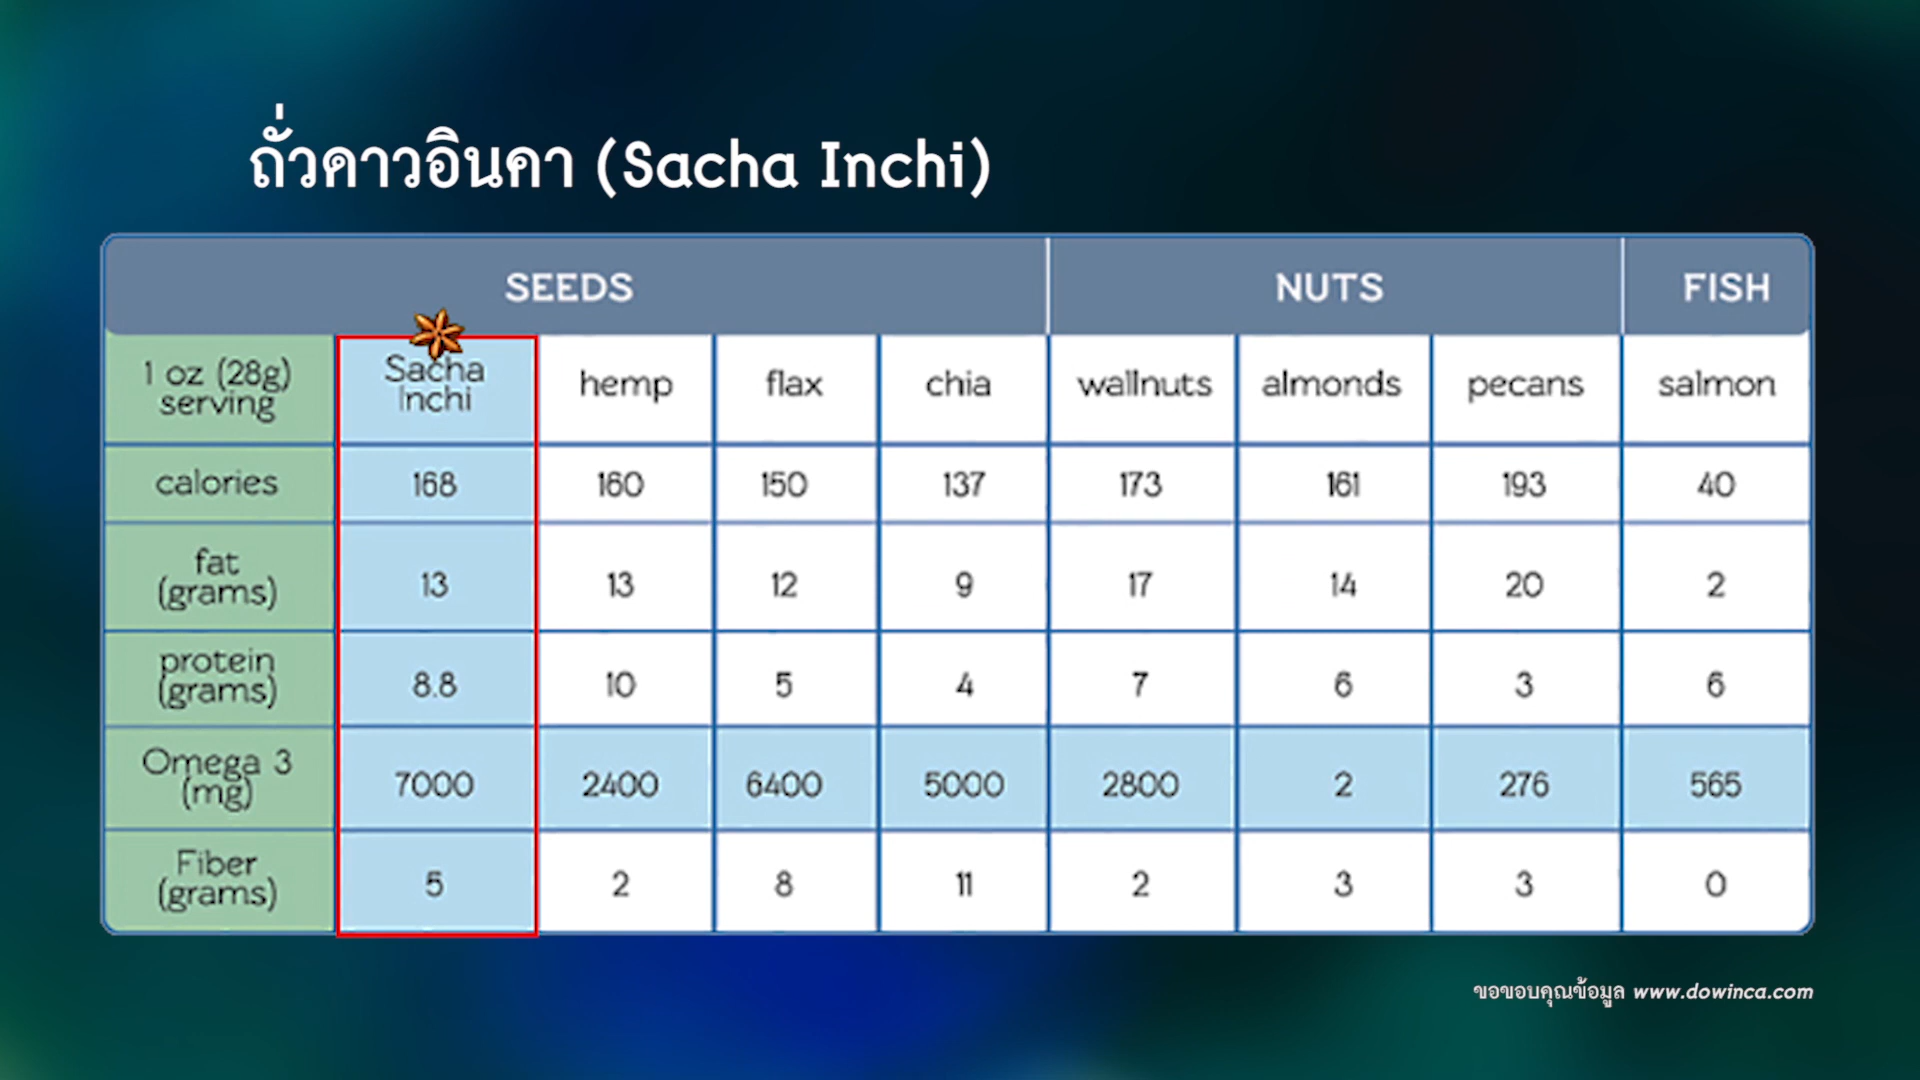 ถั่วดาวอินคา (Sacha Inchi)
SEEDS NUTS FISH
1 oz (28g) serving Sacha Inchi hemp flax chia wallnuts almonds pecans salmon
calories 168 160 150 137 173 161 193 40
fat (grams) 13 13 12 9 17 14 20 2
protein (grams) 8.8 10 5 4 7 6 3 6
Omega 3 (mg) 7000 2400 6400 5000 2800 2 276 565
Fiber (grams) 5 2 8 11 2 3 3 0
ขอขอบคุณข้อมูล www.dowinca.com